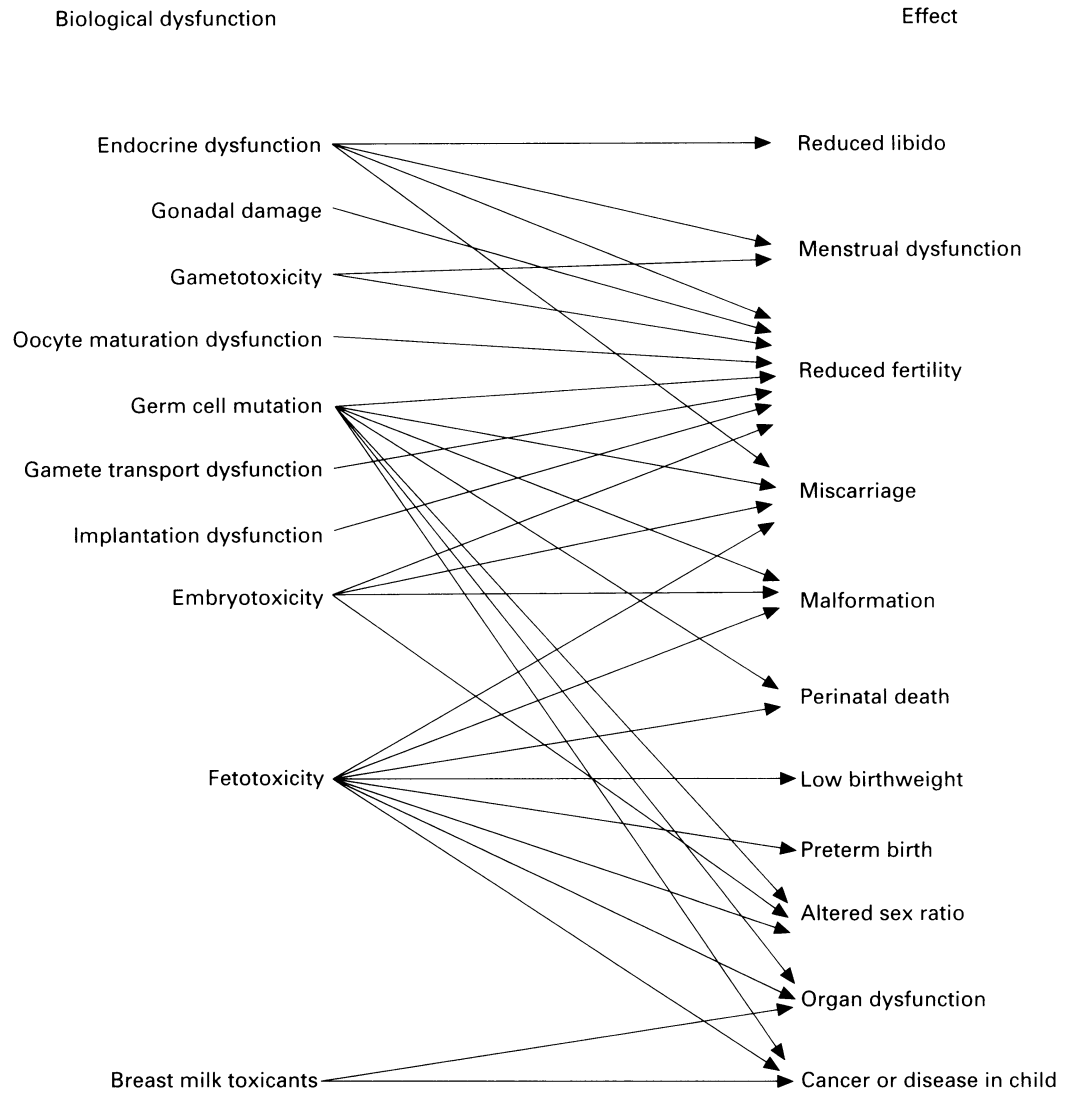 Biological dysfunction
Effect
Endocrine dysfunction
Reduced libido
Gonadal damage
Menstrual dysfunction
Gametotoxicity
Oocyte maturation dysfunction
Reduced fertility
Germ cell mutation
Gamete transport dysfunction
Miscarriage
Implantation dysfunction
Embryotoxicity
Malformation
Perinatal death
Fetotoxicity
Low birthweight
Preterm birth
Altered sex ratio
Organ dysfunction
Breast milk toxicants
Cancer or disease in child